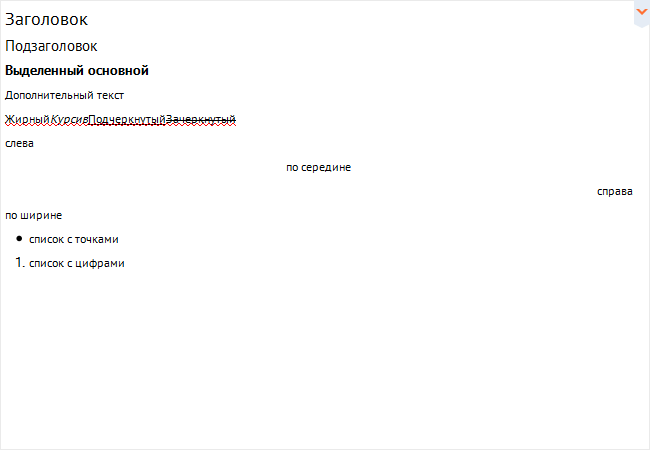 Заголовок
Подзаголовок
Выделенный основной
Дополнительный текст
ЖирныйКурсивПодчеркнутыйЗачеркнутый
слева
по середине
справа
по ширине
• список с точками
1. список с цифрами